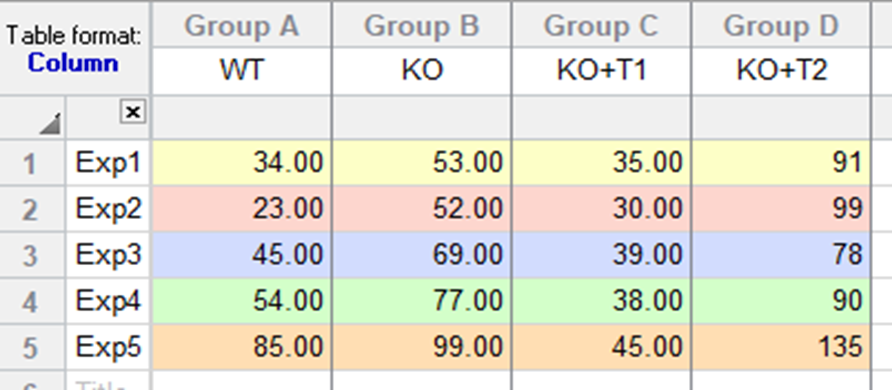 Table format: Group A Group B Group C Group D
Column WT KO KO+T1 KO+T2
1 Exp1 34.00 53.00 35.00 91
2 Exp2 23.00 52.00 30.00 99
3 Exp3 45.00 69.00 39.00 78
4 Exp4 54.00 77.00 38.00 90
5 Exp5 85.00 99.00 45.00 135
Title